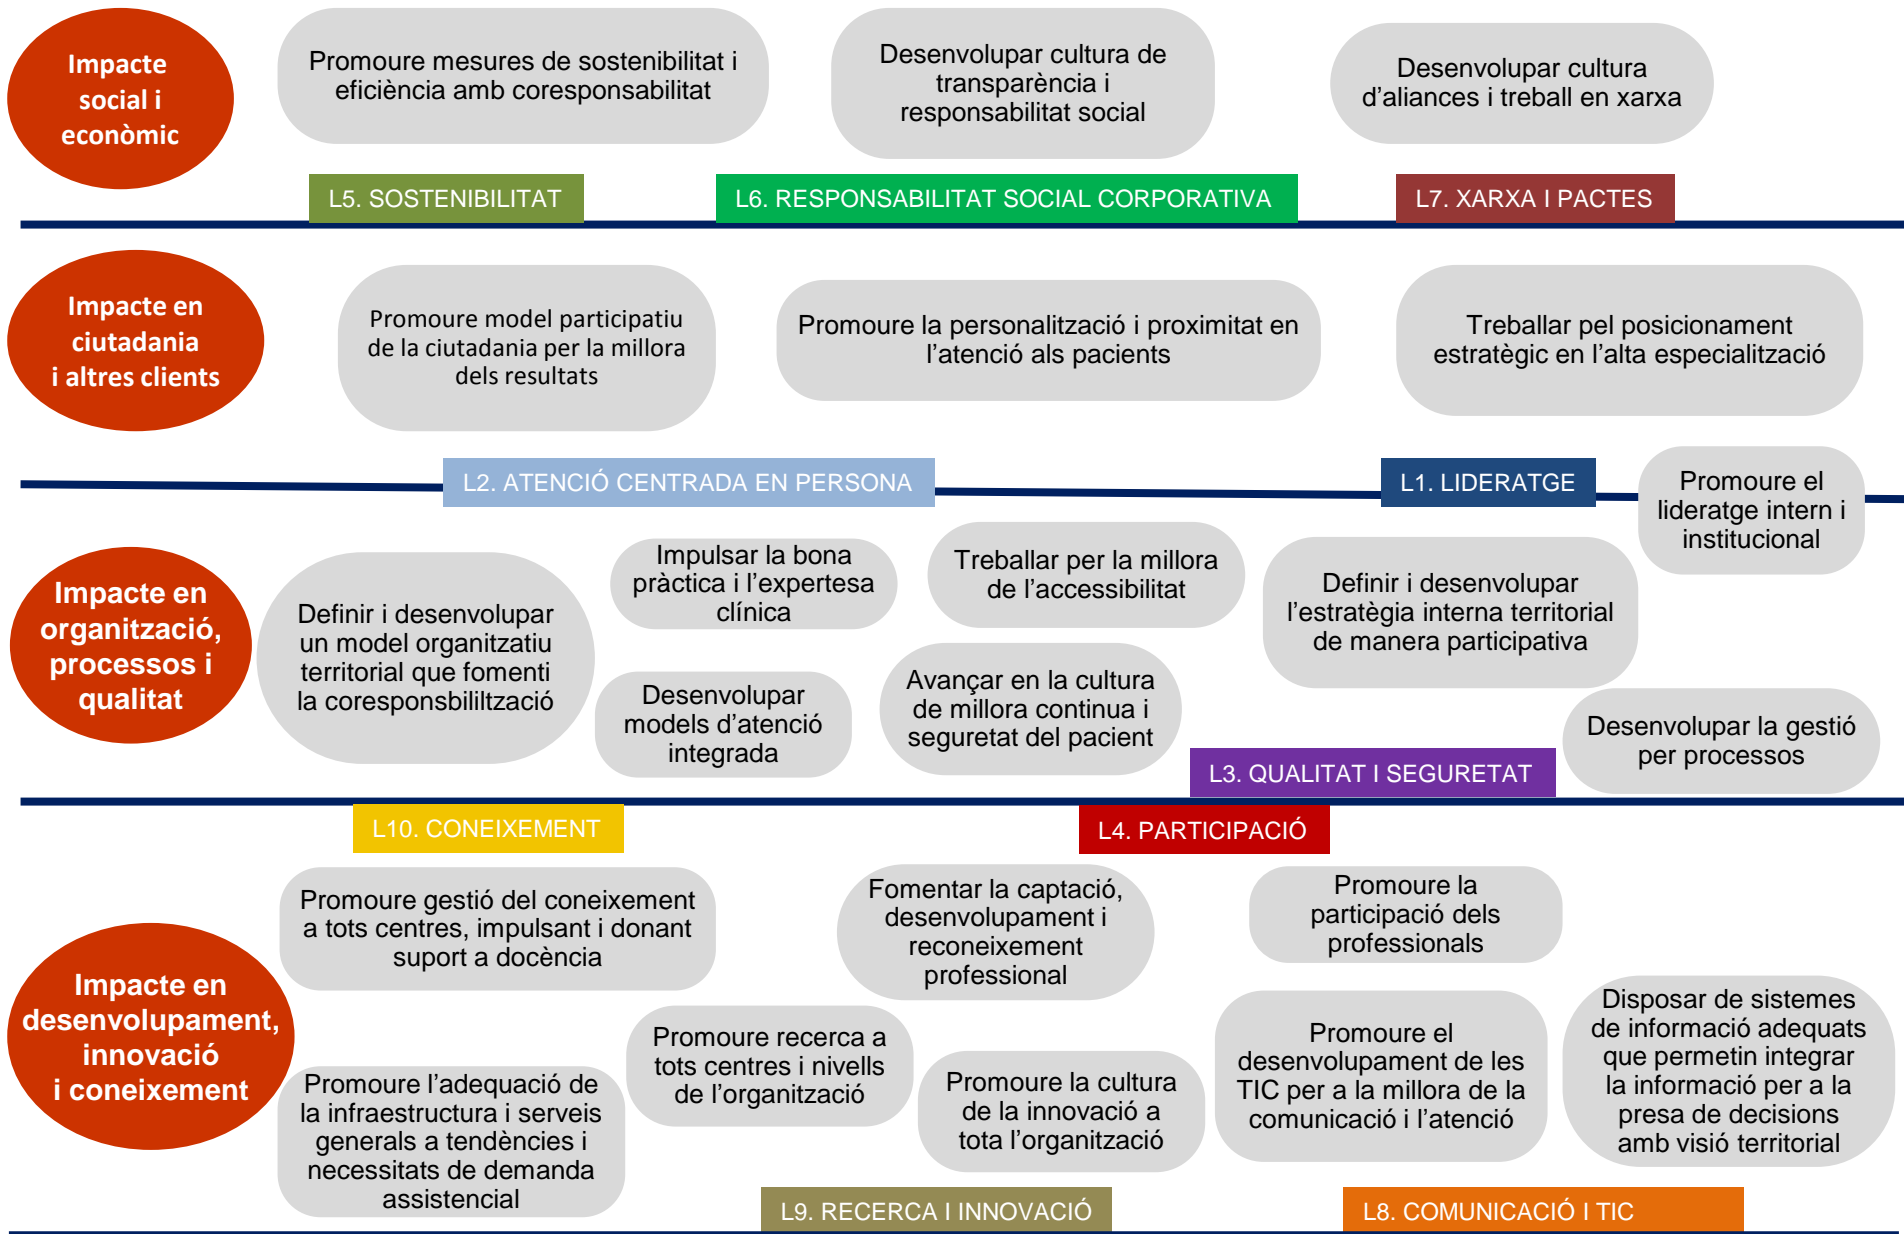 Impacte
social i
econòmic
Promoure mesures de sostenibilitat i
eficiència amb coresponsabilitat
Desenvolupar cultura de
transparència i
responsabilitat social
Desenvolupar cultura
d’aliances i treball en xarxa
L5. SOSTENIBILITAT
L6. RESPONSABILITAT SOCIAL CORPORATIVA
L7. XARXA I PACTES
Impacte en
ciutadania
i altres clients
Promoure model participatiu
de la ciutadania per la millora
dels resultats
Promoure la personalització i proximitat en
l’atenció als pacients
Treballar pel posicionament
estratègic en l’alta especialització
L2. ATENCIÓ CENTRADA EN PERSONA
L1. LIDERATGE
Promoure el
lideratge intern i
institucional
Impacte en
organització,
processos i
qualitat
Definir i desenvolupar
un model organitzatiu
territorial que fomenti
la coresponsbililtzació
Impulsar la bona
pràctica i l’expertesa
clínica
Treballar per la millora
de l’accessibilitat
Definir i desenvolupar
l’estratègia interna territorial
de manera participativa
Desenvolupar
models d’atenció
integrada
Avançar en la cultura
de millora continua i
seguretat del pacient
Desenvolupar la gestió
per processos
L3. QUALITAT I SEGURETAT
L10. CONEIXEMENT
L4. PARTICIPACIÓ
Impacte en
desenvolupament,
innovació
i coneixement
Promoure gestió del coneixement
a tots centres, impulsant i donant
suport a docència
Fomentar la captació,
desenvolupament i
reconeixement
professional
Promoure la
participació dels
professionals
Promoure l’adequació de
la infraestructura i serveis
generals a tendències i
necessitats de demanda
assistencial
Promoure recerca a
tots centres i nivells
de l’organització
Promoure la cultura
de la innovació a
tota l’organització
Promoure el
desenvolupament de les
TIC per a la millora de la
comunicació i l’atenció
Disposar de sistemes
de informació adequats
que permetin integrar
la informació per a la
presa de decisions
amb visió territorial
L9. RECERCA I INNOVACIÓ
L8. COMUNICACIÓ I TIC